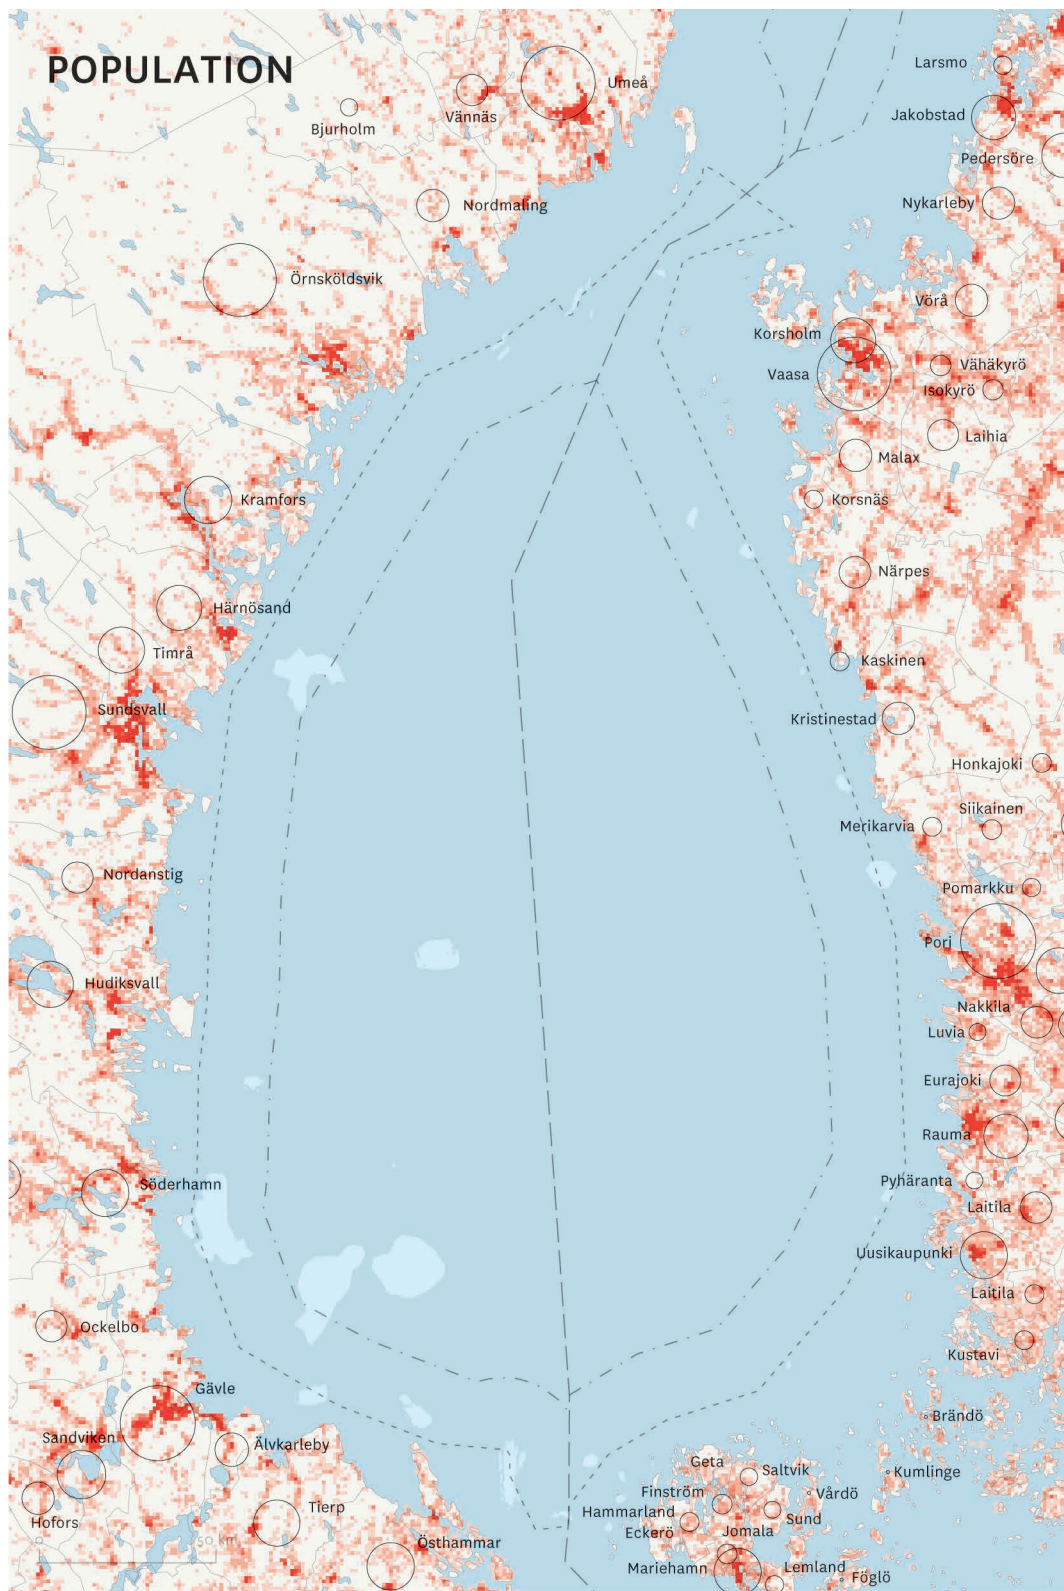 POPULATION
Larsmo
Umeå
Vännäs
Bjurholm
Jakobstad
Pedersöre
Nykarleby
Nordmaling
Örnsköldsvik
Vörå
Korsholm
Vähäkyrö
Vaasa
Isokyrö
Laihia
Malax
Kramfors
Korsnäs
Närpes
Härnösand
Timrå
Kaskinen
Sundsvall
Kristinestad
Honkajoki
Siikainen
Merikarvia
Nordanstig
Pomarkku
Pori
Hudiksvall
Nakkila
Luvia
Eurajoki
Rauma
Pyhäranta
Söderhamn
Laitila
Uusikaupunki
Laitila
Ockelbo
Kustavi
Gävle
Brändö
Sandviken
Älvkarleby
Geta
Saltvik
Kumlinge
Finström
Vårdö
Hammarland
Sund
Tierp
Hofors
Eckerö
Jomala
0 50 km
Östhammar
Mariehamn
Lemland
Föglö